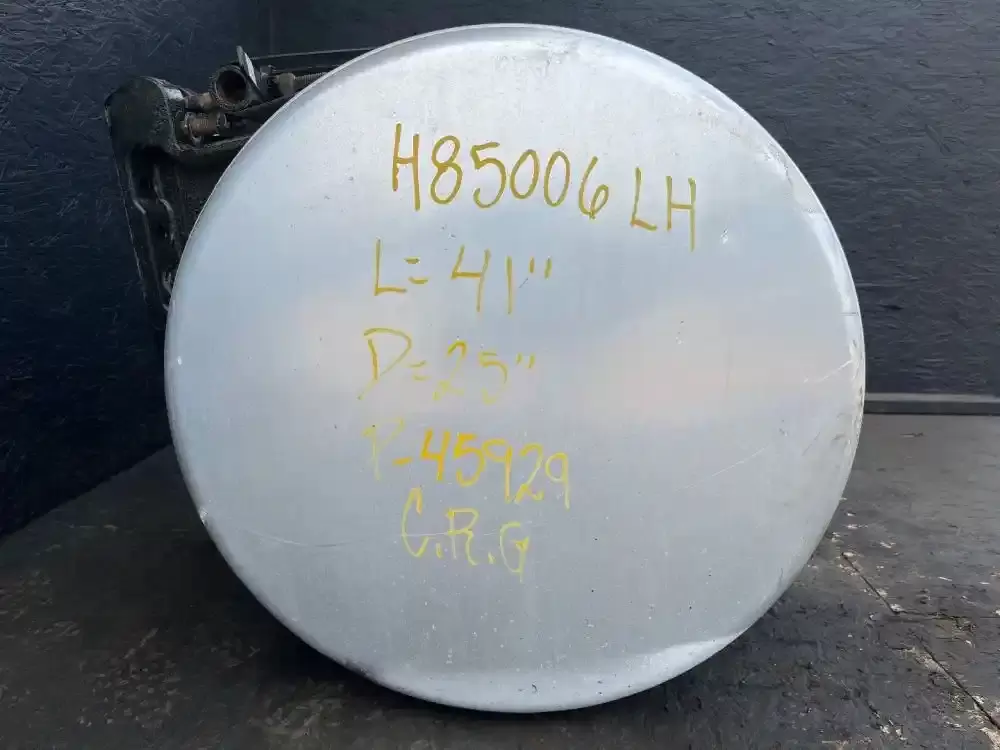 H85006 LH
L= 41"
D=25"
P-45929
C.R.G